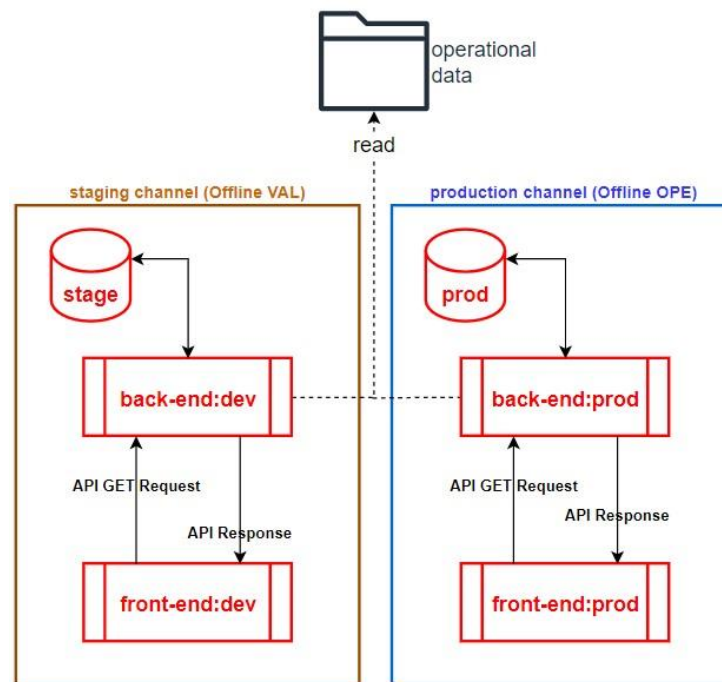 operational
data
read
staging channel (Offline VAL)
production channel (Offline OPE)
stage
prod
back-end:dev
back-end:prod
API GET Request
API Response
API GET Request
API Response
front-end:dev
front-end:prod